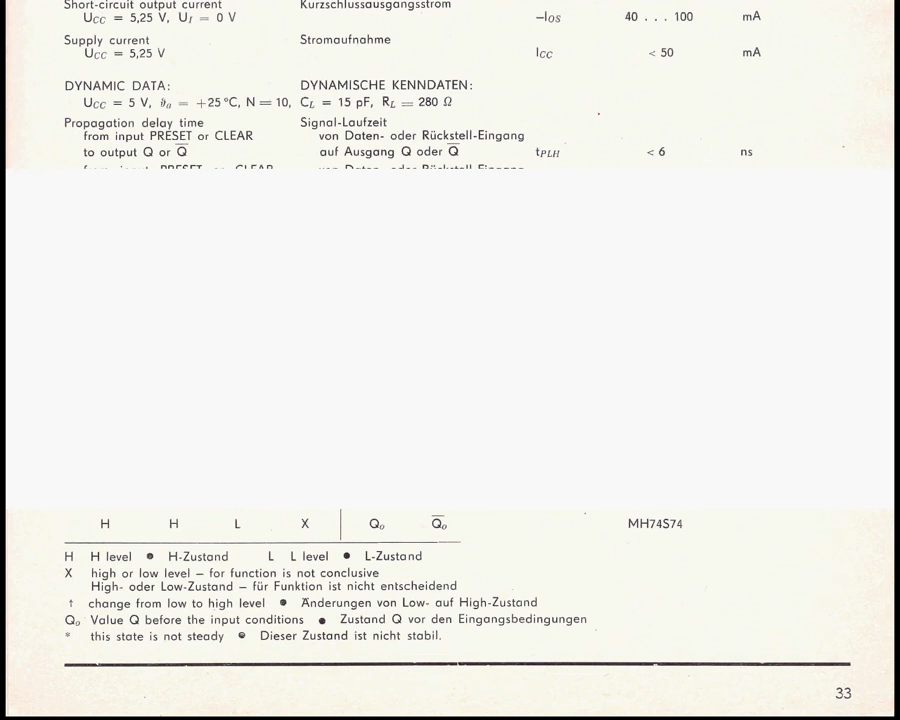 Short-circuit output current Kurzschlussausgangsstrom
UCC = 5,25 V, UI = 0 V –IOS 40 . . . 100 mA
Supply current Stromaufnahme
UCC = 5,25 V ICC < 50 mA
DYNAMIC DATA: DYNAMISCHE KENNDATEN:
UCC = 5 V, ϑa = +25 °C, N = 10, CL = 15 pF, RL = 280 Ω
Propagation delay time Signal-Laufzeit
from input PRESET or CLEAR von Daten- oder Rückstell-Eingang
to output Q or Q̅ auf Ausgang Q oder Q̅ tPLH < 6 ns
H H L X Qo Q̅o MH74S74
H H level ● H-Zustand L L level ● L-Zustand
X high or low level – for function is not conclusive
High- oder Low-Zustand – für Funktion ist nicht entscheidend
↑ change from low to high level ● Änderungen von Low- auf High-Zustand
Qo Value Q before the input conditions ● Zustand Q vor den Eingangsbedingungen
* this state is not steady ● Dieser Zustand ist nicht stabil.
33